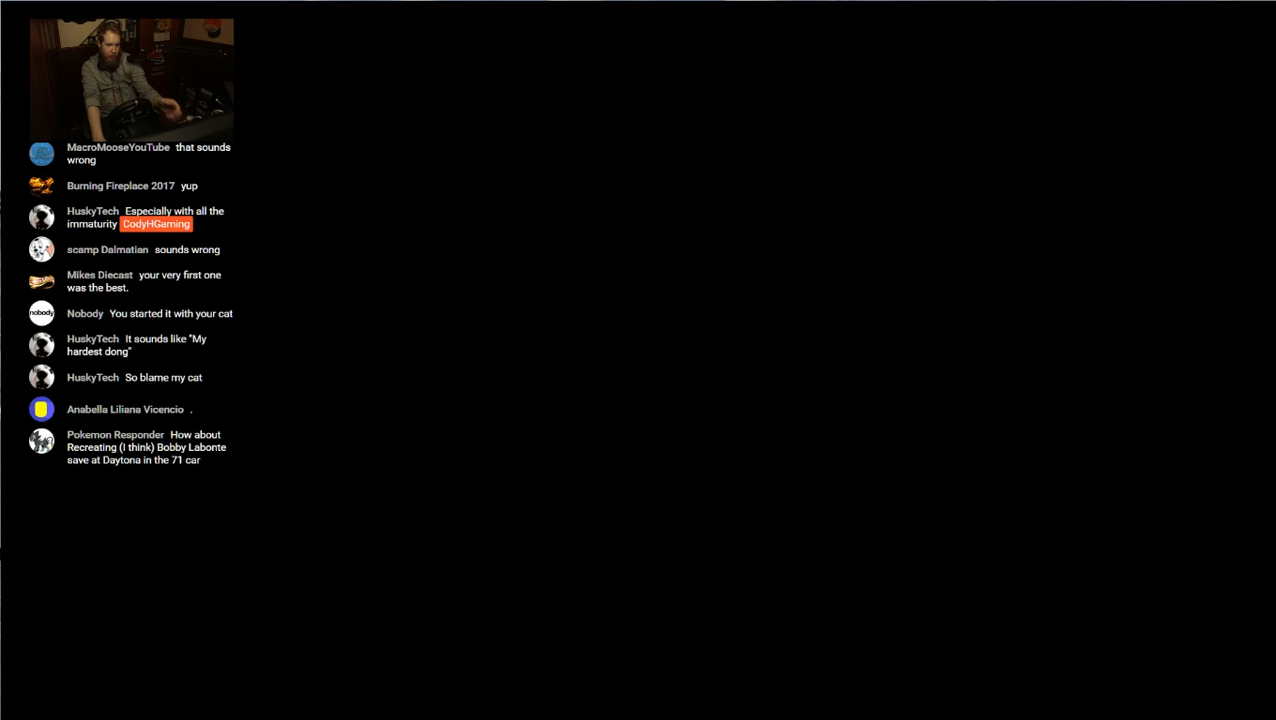 MacroMooseYouTube that sounds
wrong
Burning Fireplace 2017 yup
HuskyTech Especially with all the
immaturity CodyHGaming
scamp Dalmatian sounds wrong
Mikes Diecast your very first one
was the best.
nobody
Nobody You started it with your cat
HuskyTech It sounds like "My
hardest dong"
HuskyTech So blame my cat
Anabella Liliana Vicencio .
Pokemon Responder How about
Recreating (I think) Bobby Labonte
save at Daytona in the 71 car